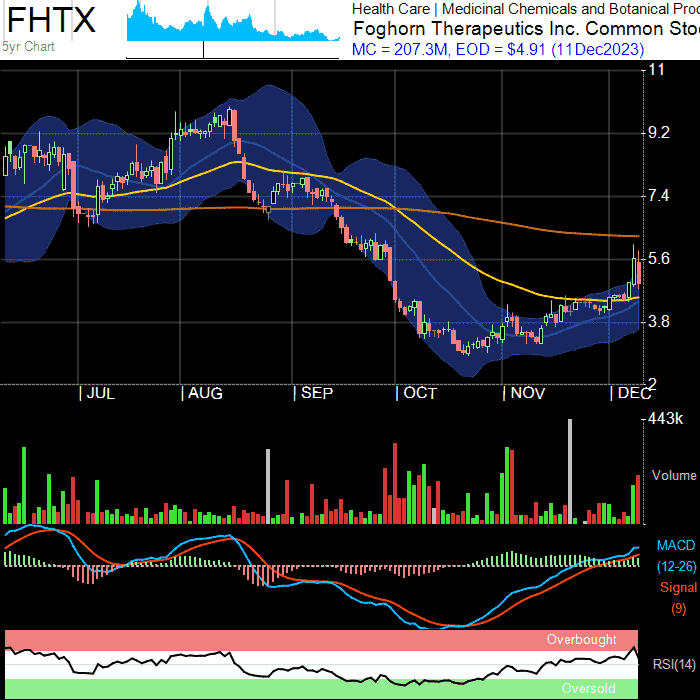 FHTX
5yr Chart
Health Care | Medicinal Chemicals and Botanical Prod
Foghorn Therapeutics Inc. Common Sto
MC = 207.3M, EOD = $4.91 (11Dec2023)
11
9.2
7.4
5.6
3.8
2
JUL AUG SEP OCT NOV DEC
443k
Volume
MACD
(12-26)
Signal
(9)
Overbought
RSI(14)
Oversold